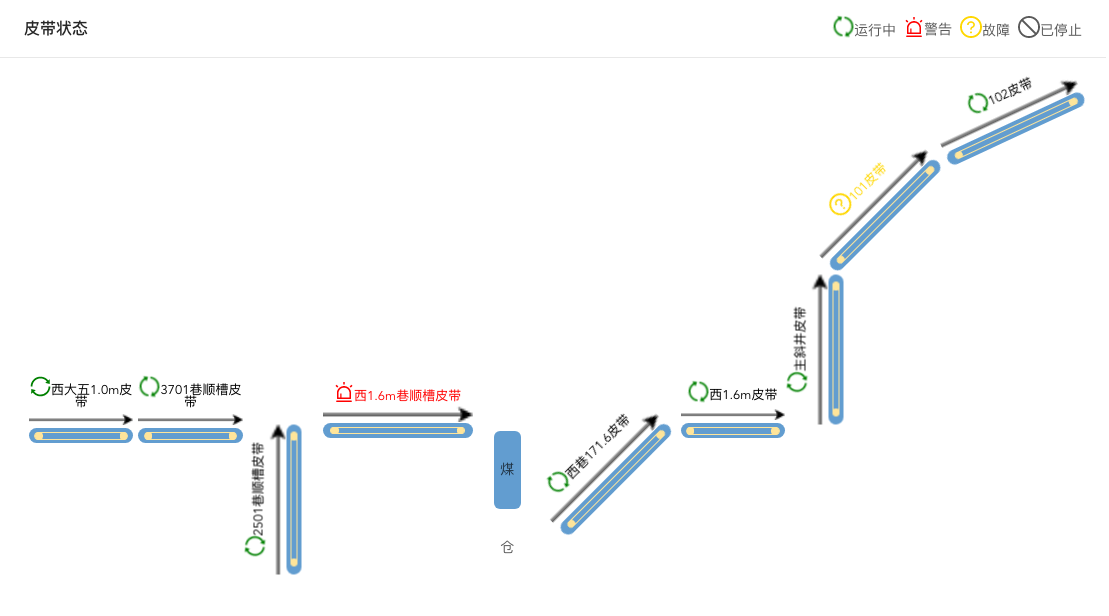 皮带状态
运行中
警告
故障
已停止
102皮带
101皮带
主斜井皮带
西大五1.0m皮
带
3701巷顺槽皮
带
西1.6m巷顺槽皮带
西1.6m皮带
西巷171.6皮带
2501巷顺槽皮带
煤
仓